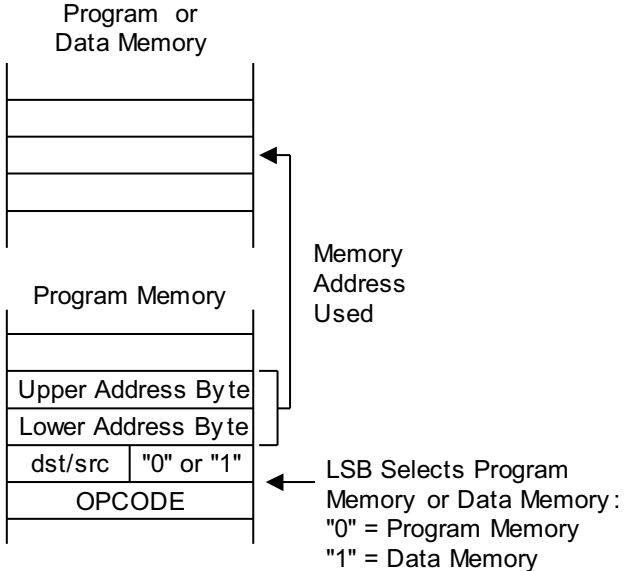 Program or
Data Memory
Memory
Address
Used
Program Memory
Upper Address Byte
Lower Address Byte
dst/src "0" or "1"
OPCODE
LSB Selects Program
Memory or Data Memory:
"0" = Program Memory
"1" = Data Memory